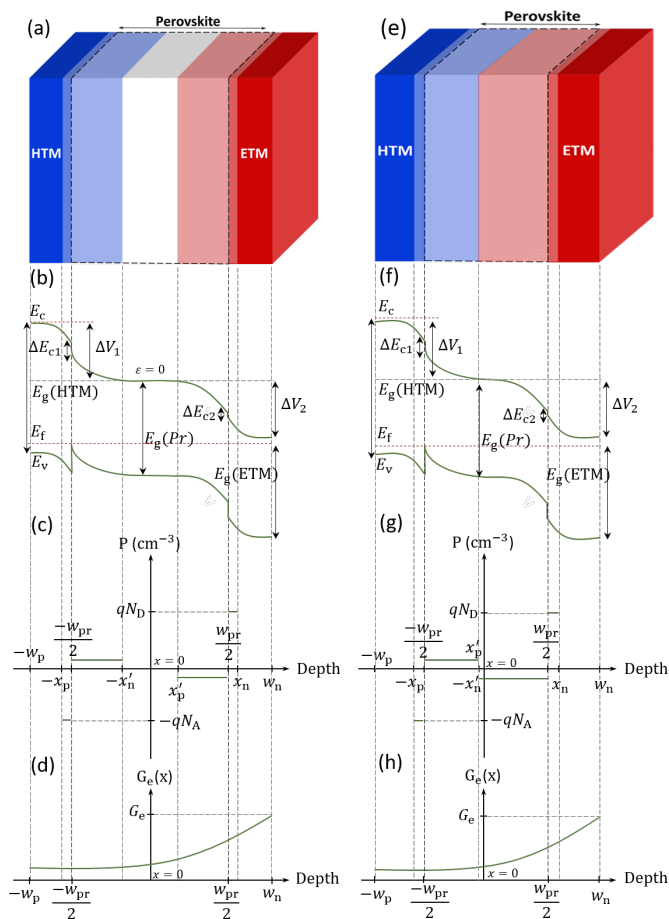 Perovskite
(a)
HTM
ETM
(b)
E_c
ΔE_c1
ΔV_1
ε = 0
E_g(HTM)
ΔE_c2
ΔV_2
E_f
E_g(Pr)
E_v
E_g(ETM)
(c)
P (cm⁻³)
qN_D
-w_p
-w_pr/2
w_pr/2
x = 0
Depth
-x_p
-x'_n
x'_p
x_n
w_n
-qN_A
(d)
G_e(x)
G_e
x = 0
Depth
-w_p
-w_pr/2
w_pr/2
w_n
Perovskite
(e)
HTM
ETM
(f)
E_c
ΔE_c1
ΔV_1
E_g(HTM)
ΔE_c2
ΔV_2
E_f
E_g(Pr)
E_v
E_g(ETM)
(g)
P (cm⁻³)
qN_D
-w_p
-w_pr/2
x'_p
w_pr/2
x = 0
Depth
-x_p
-x'_n
x_n
w_n
-qN_A
(h)
G_e(x)
G_e
x = 0
Depth
-w_p
-w_pr/2
w_pr/2
w_n